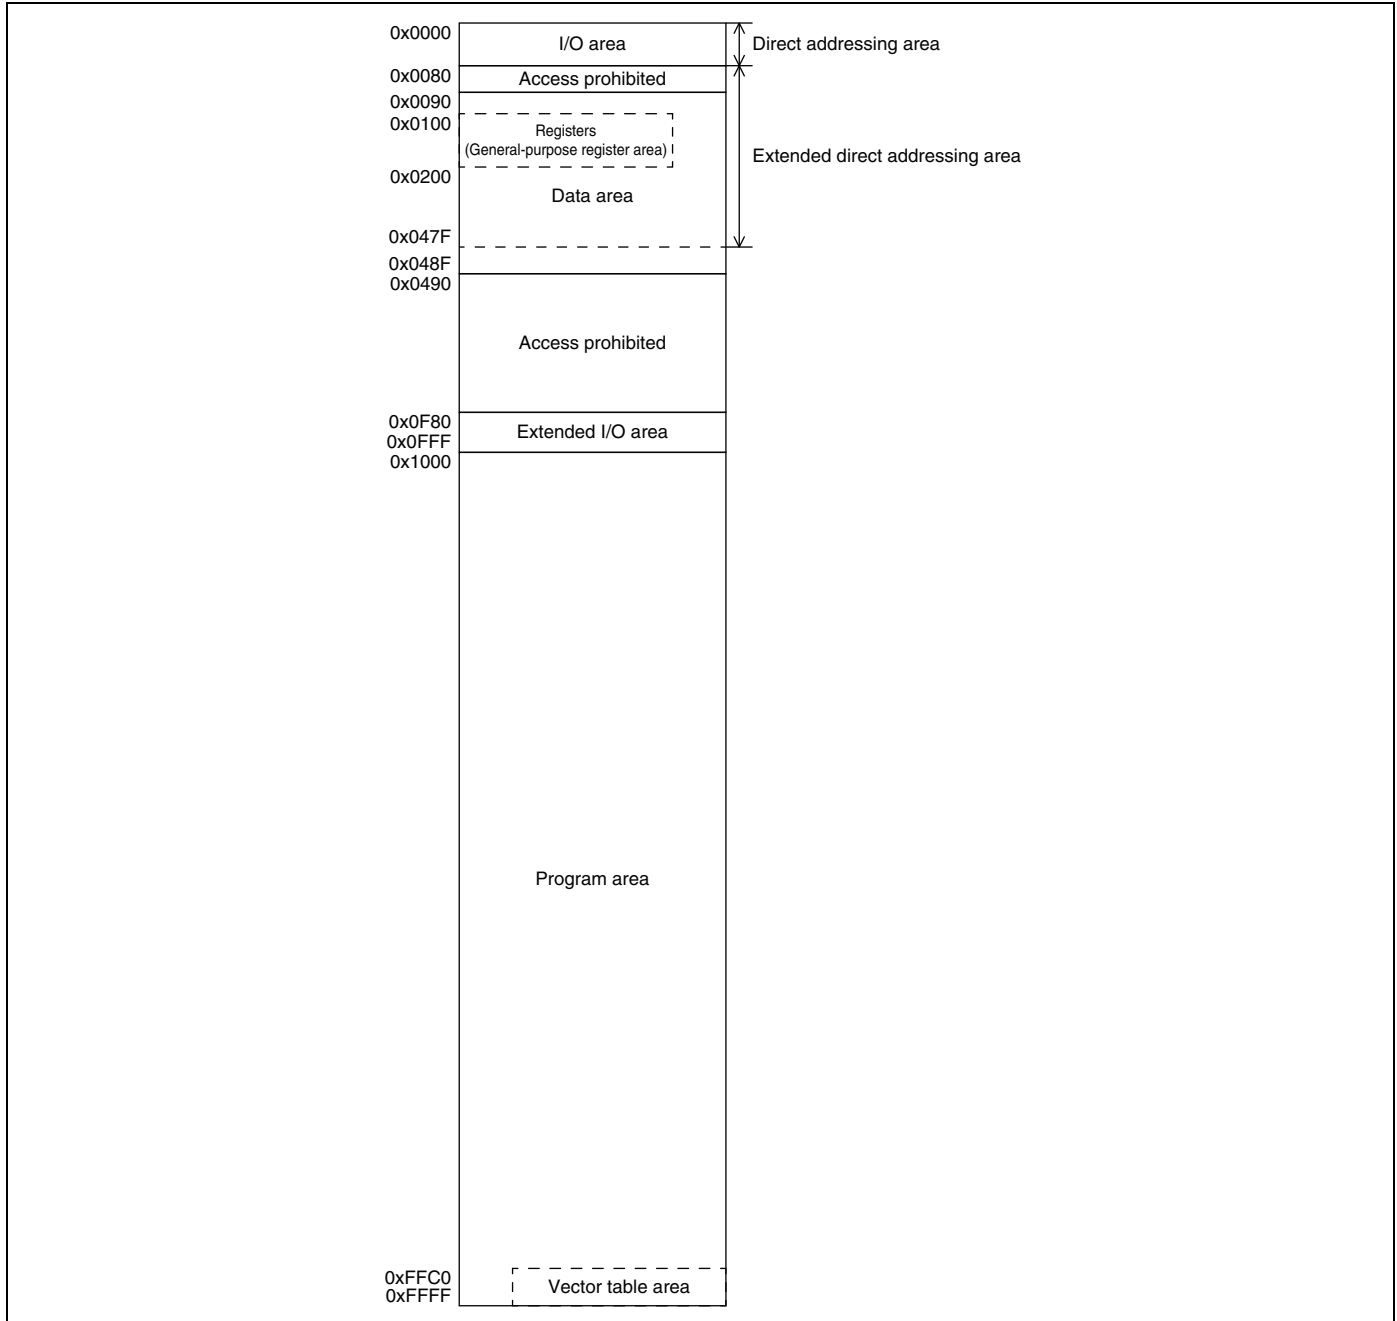 0x0000
I/O area
Direct addressing area
0x0080
Access prohibited
0x0090
0x0100
Registers
(General-purpose register area)
Extended direct addressing area
0x0200
Data area
0x047F
0x048F
0x0490
Access prohibited
0x0F80
Extended I/O area
0x0FFF
0x1000
Program area
0xFFC0
Vector table area
0xFFFF